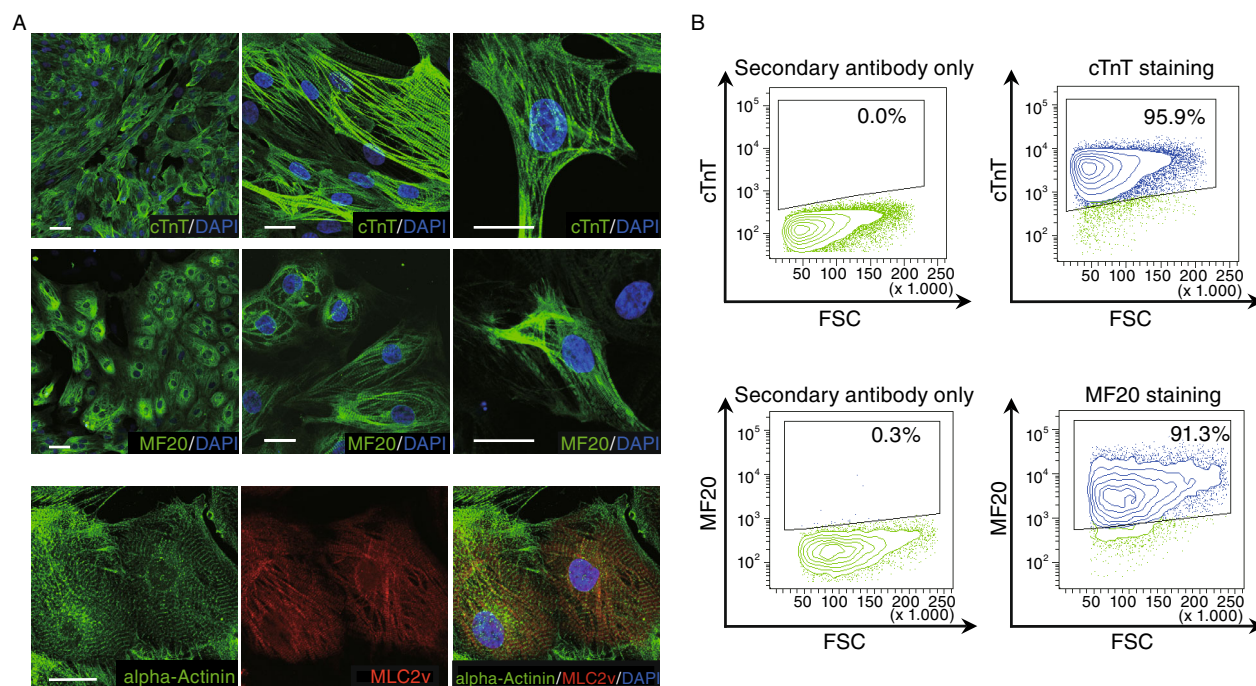 A
cTnT/DAPI
cTnT/DAPI
cTnT/DAPI
MF20/DAPI
MF20/DAPI
MF20/DAPI
alpha-Actinin
MLC2v
alpha-Actinin/MLC2v/DAPI
B
Secondary antibody only
0.0%
cTnT
10⁵
10⁴
10³
10²
50 100 150 200 250
(x 1.000)
FSC
cTnT staining
95.9%
cTnT
10⁵
10⁴
10³
10²
50 100 150 200 250
(x 1.000)
FSC
Secondary antibody only
0.3%
MF20
10⁵
10⁴
10³
10²
50 100 150 200 250
(x 1.000)
FSC
MF20 staining
91.3%
MF20
10⁵
10⁴
10³
10²
50 100 150 200 250
(x 1.000)
FSC